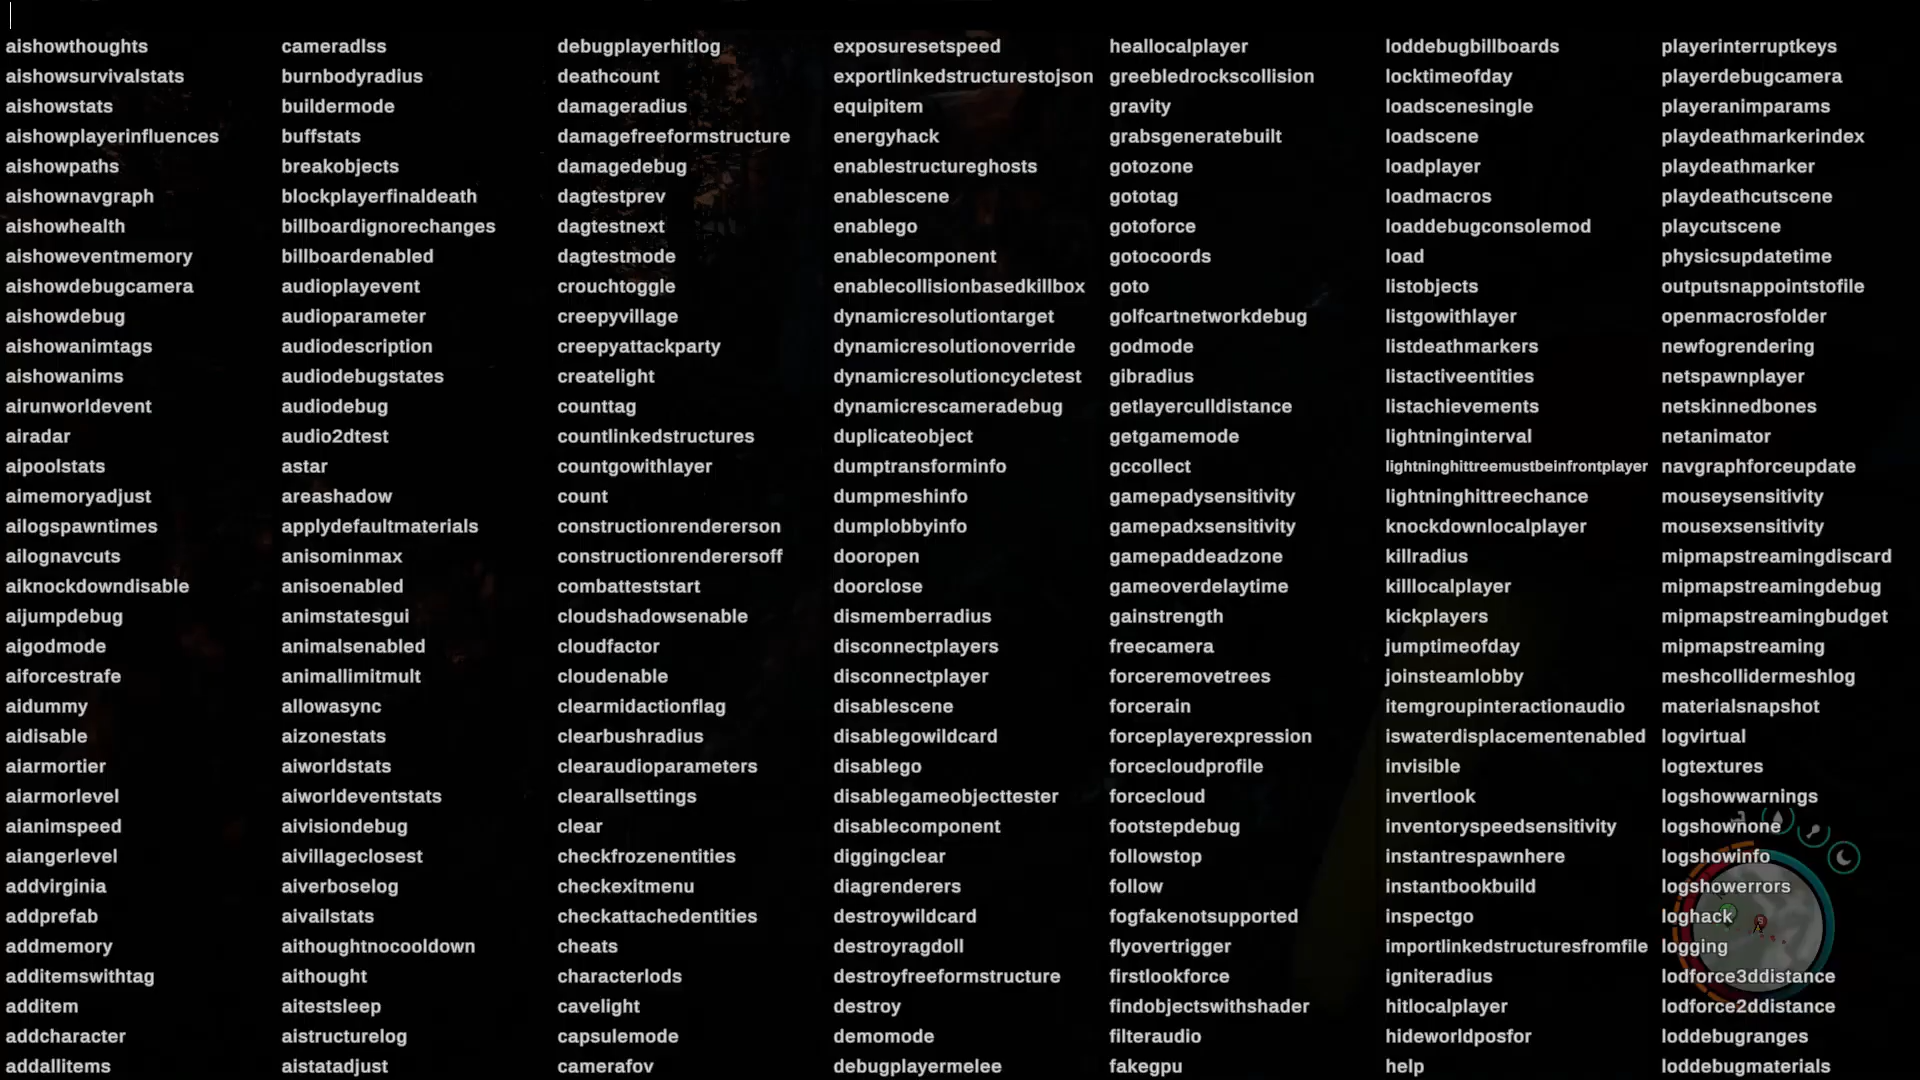 aishowthoughts
aishowsurvivalstats
aishowstats
aishowplayerinfluences
aishowpaths
aishownavgraph
aishowhealth
aishoweventmemory
aishowdebugcamera
aishowdebug
aishowanimtags
aishowanims
airunworldevent
airadar
aipoolstats
aimemoryadjust
ailogspawntimes
ailognavcuts
aiknockdowndisable
aijumpdebug
aigodmode
aiforcestrafe
aidummy
aidisable
aiarmortier
aiarmorlevel
aianimspeed
aiangerlevel
addvirginia
addprefab
addmemory
additemswithtag
additem
addcharacter
addallitems
cameradlss
burnbodyradius
buildermode
buffstats
breakobjects
blockplayerfinaldeath
billboardignorechanges
billboardenabled
audioplayevent
audioparameter
audiodescription
audiodebugstates
audiodebug
audio2dtest
astar
areashadow
applydefaultmaterials
anisominmax
anisoenabled
animstatesgui
animalsenabled
animallimitmult
allowasync
aizonestats
aiworldstats
aiworldeventstats
aivisiondebug
aivillageclosest
aiverboselog
aivailstats
aithoughtnocooldown
aithought
aitestsleep
aistructurelog
aistatadjust
debugplayerhitlog
deathcount
damageradius
damagefreeformstructure
damagedebug
dagtestprev
dagtestnext
dagtestmode
crouchtoggle
creepyvillage
creepyattackparty
createlight
counttag
countlinkedstructures
countgowithlayer
count
constructionrendererson
constructionrenderersoff
combatteststart
cloudshadowsenable
cloudfactor
cloudenable
clearmidactionflag
clearbushradius
clearaudioparameters
clearallsettings
clear
checkfrozenentities
checkexitmenu
checkattachedentities
cheats
characterlods
cavelight
capsulemode
camerafov
exposuresetspeed
exportlinkedstructurestojson
equipitem
energyhack
enablestructureghosts
enablescene
enablego
enablecomponent
enablecollisionbasedkillbox
dynamicresolutiontarget
dynamicresolutionoverride
dynamicresolutioncycletest
dynamicrescameradebug
duplicateobject
dumptransforminfo
dumpmeshinfo
dumplobbyinfo
dooropen
doorclose
dismemberradius
disconnectplayers
disconnectplayer
disablescene
disablegowildcard
disablego
disablegameobjecttester
disablecomponent
diggingclear
diagrenderers
destroywildcard
destroyragdoll
destroyfreeformstructure
destroy
demomode
debugplayermelee
heallocalplayer
greebledrockscollision
gravity
grabsgeneratebuilt
gotozone
gototag
gotoforce
gotocoords
goto
golfcartnetworkdebug
godmode
gibradius
getlayerculldistance
getgamemode
gccollect
gamepadysensitivity
gamepadxsensitivity
gamepaddeadzone
gameoverdelaytime
gainstrength
freecamera
forceremovetrees
forcerain
forceplayerexpression
forcecloudprofile
forcecloud
footstepdebug
followstop
follow
fogfakenotsupported
flyovertrigger
firstlookforce
findobjectswithshader
filteraudio
fakegpu
loddebugbillboards
locktimeofday
loadscenesingle
loadscene
loadplayer
loadmacros
loaddebugconsolemod
load
listobjects
listgowithlayer
listdeathmarkers
listactiveentities
listachievements
lightninginterval
lightninghittreemustbeinfrontplayer
lightninghittreechance
knockdownlocalplayer
killradius
killlocalplayer
kickplayers
jumptimeofday
joinsteamlobby
itemgroupinteractionaudio
iswaterdisplacementenabled
invisible
invertlook
inventoryspeedsensitivity
instantrespawnhere
instantbookbuild
inspectgo
importlinkedstructuresfromfile
igniteradius
hitlocalplayer
hideworldposfor
help
playerinterruptkeys
playerdebugcamera
playeranimparams
playdeathmarkerindex
playdeathmarker
playdeathcutscene
playcutscene
physicsupdatetime
outputsnappointstofile
openmacrosfolder
newfogrendering
netspawnplayer
netskinnedbones
netanimator
navgraphforceupdate
mouseysensitivity
mousexsensitivity
mipmapstreamingdiscard
mipmapstreamingdebug
mipmapstreamingbudget
mipmapstreaming
meshcollidermeshlog
materialsnapshot
logvirtual
logtextures
logshowwarnings
logshownone
logshowinfo
logshowerrors
loghack
logging
lodforce3ddistance
lodforce2ddistance
loddebugranges
loddebugmaterials